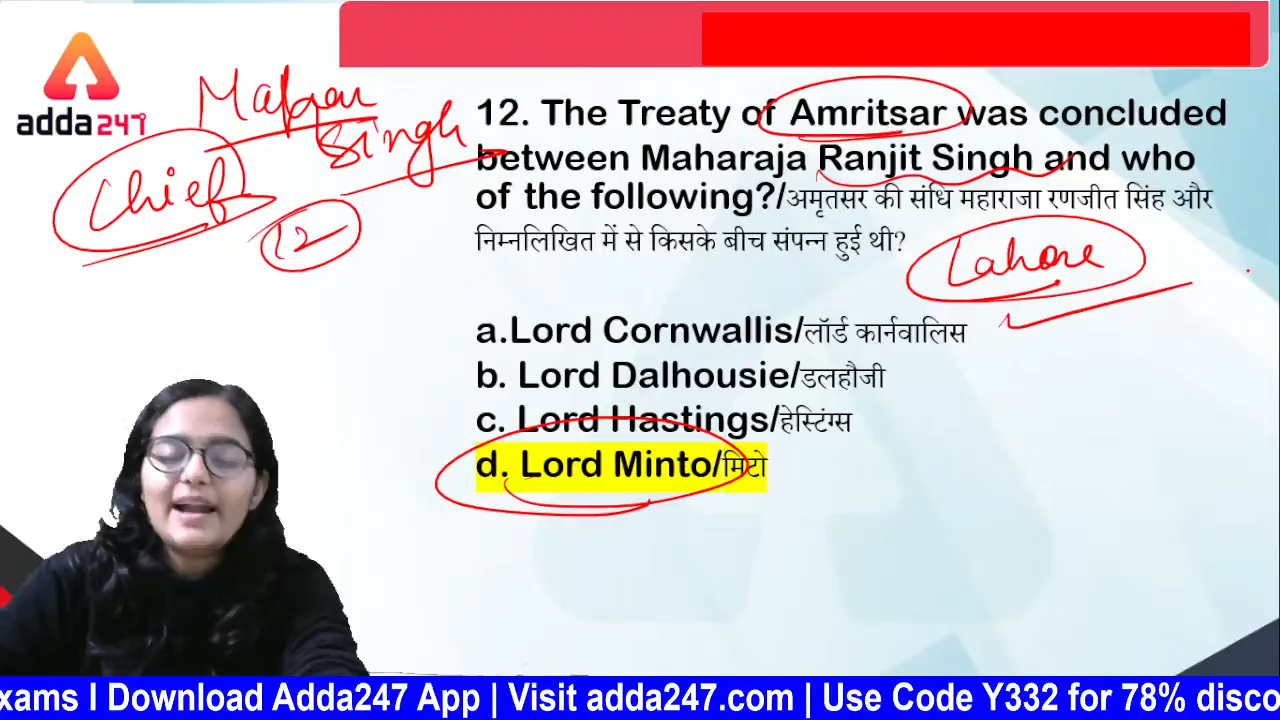 adda247
Mahan
Singh
Chief
12
12. The Treaty of Amritsar was concluded
between Maharaja Ranjit Singh and who
of the following?/अमृतसर की संधि महाराजा रणजीत सिंह और
निम्नलिखित में से किसके बीच संपन्न हुई थी?
Lahore
a.Lord Cornwallis/लॉर्ड कार्नवालिस
b. Lord Dalhousie/डलहौजी
c. Lord Hastings/हेस्टिंग्स
d. Lord Minto/मिटो
xams I Download Adda247 App | Visit adda247.com | Use Code Y332 for 78% disco